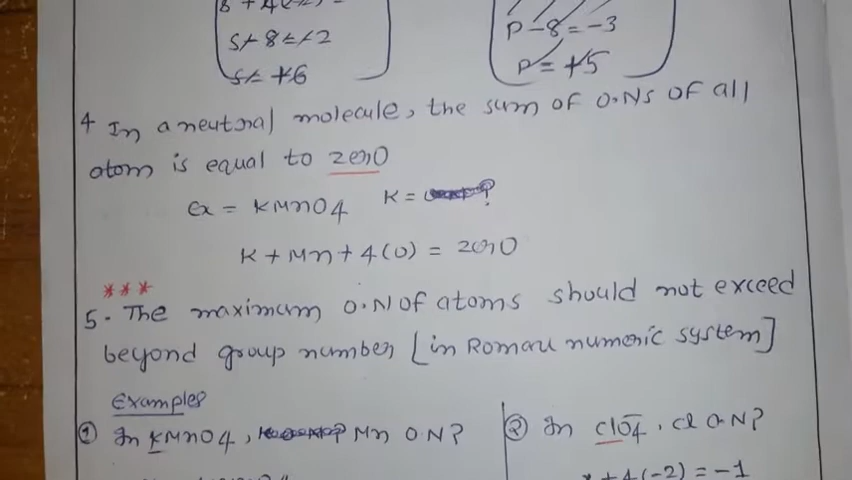 S-8=-2
S= +6
P-8=-3
P= +5
4 In a neutral molecule, the sum of O.Ns of all
atom is equal to zero
ex = KMnO4 K= ?
K + Mn + 4(O) = zero
***
5. The maximum O.N of atoms should not exceed
beyond group number [in Roman numeric system]
Examples
① In KMnO4, Mn O.N?
② In ClO4⁻, Cl O.N?
x + 4(-2) = -1